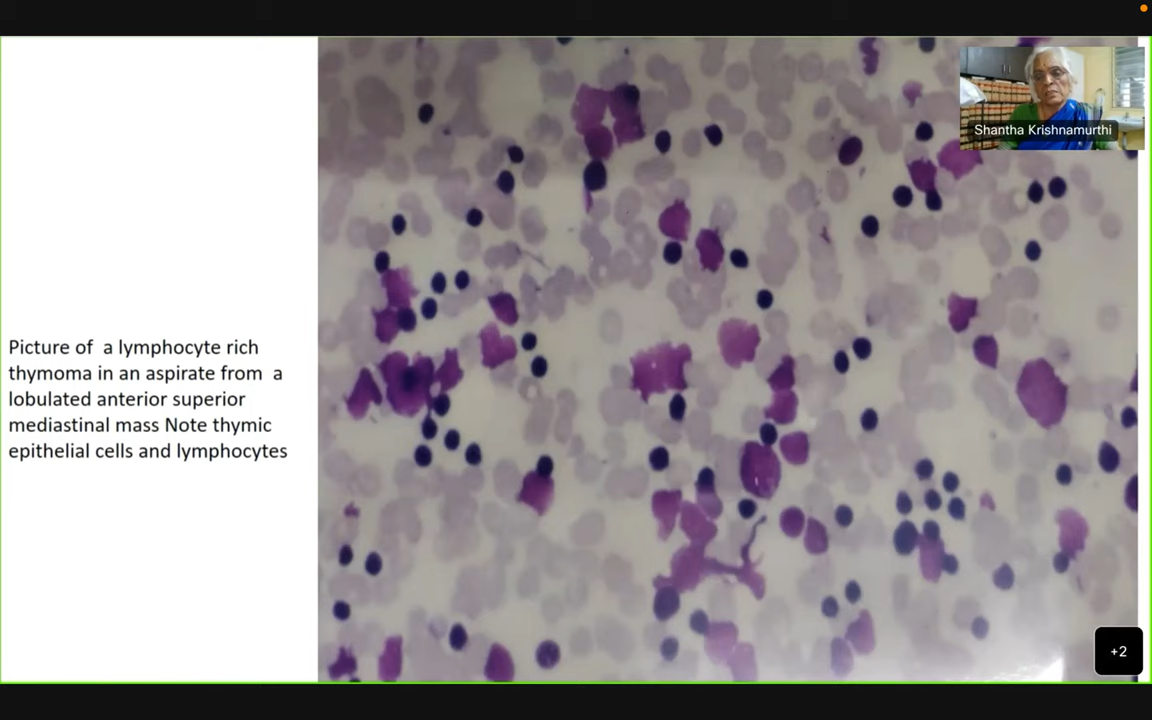 Shantha Krishnamurthi
Picture of a lymphocyte rich
thymoma in an aspirate from a
lobulated anterior superior
mediastinal mass Note thymic
epithelial cells and lymphocytes
+2